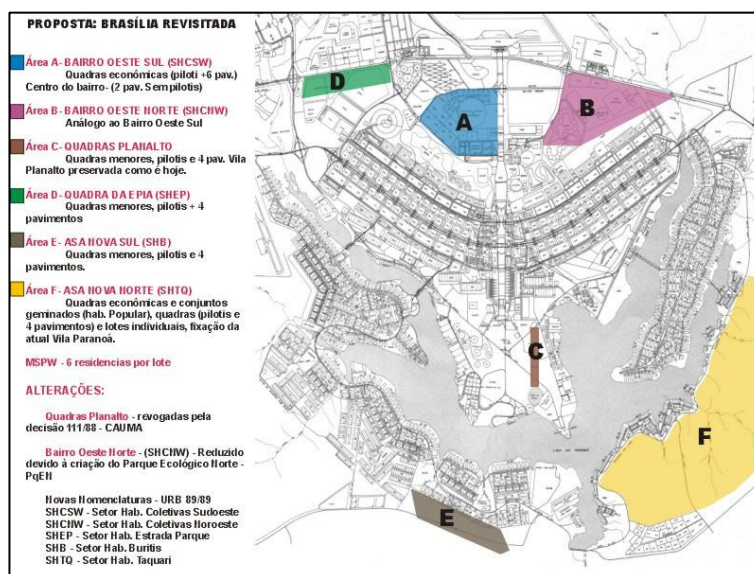 PROPOSTA: BRASÍLIA REVISITADA
Área A- BAIRRO OESTE SUL (SHCSW)
Quadras econômicas (piloti +6 pav.)
Centro do bairro- (2 pav. Sem pilotis)
Área B- BAIRRO OESTE NORTE (SHCNW)
Análogo ao Bairro Oeste Sul
Área C- QUADRAS PLANALTO
Quadras menores, pilotis e 4 pav. Vila
Planalto preservada como é hoje.
Área D- QUADRA DA EPIA (SHEP)
Quadras menores, pilotis + 4
pavimentos
Área E- ASA NOVA SUL (SHB)
Quadras menores, pilotis e 4
pavimentos.
Área F- ASA NOVA NORTE (SHTQ)
Quadras econômicas e conjuntos
geminados (hab. Popular), quadras (pilotis e
4 pavimentos) e lotes individuais, fixação da
atual Vila Paranoá.
MSPW - 6 residencias por lote
ALTERAÇÕES:
Quadras Planalto - revogadas pela
decisão 111/88 - CAUMA
Bairro Oeste Norte - (SHCNW) - Reduzido
devido à criação do Parque Ecológico Norte -
PqEN
Novas Nomenclaturas - URB 89/89
SHCSW - Setor Hab. Coletivas Sudoeste
SHCNW - Setor Hab. Coletivas Noroeste
SHEP - Setor Hab. Estrada Parque
SHB - Setor Hab. Buritis
SHTQ - Setor Hab. Taquari
D
A
B
C
F
E